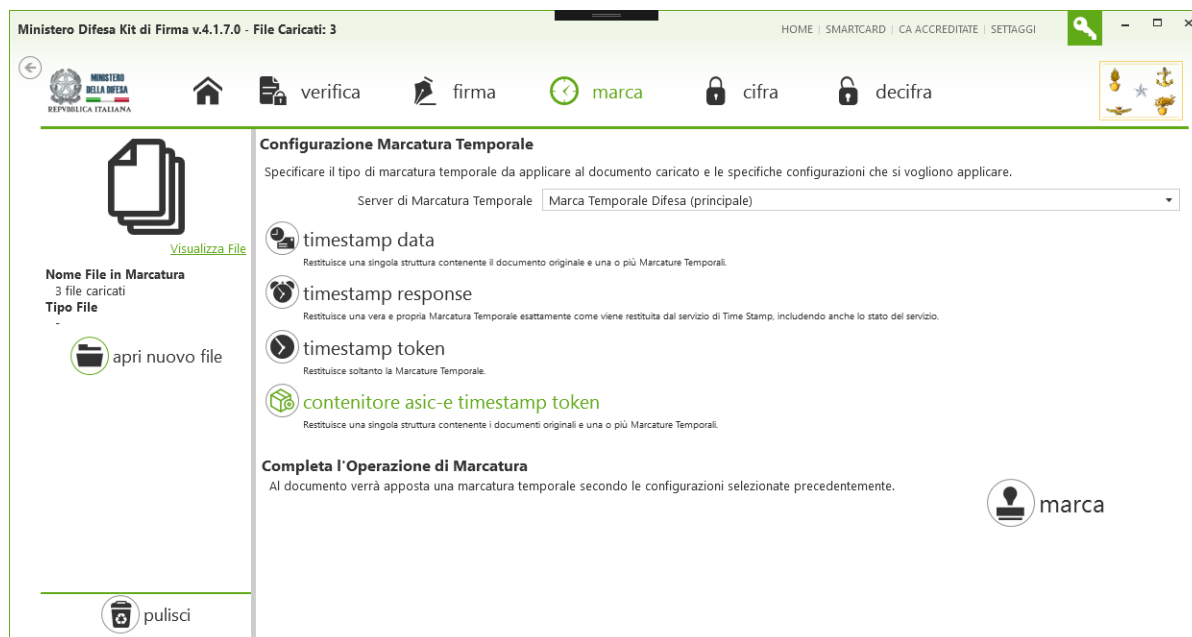 Ministero Difesa Kit di Firma v.4.1.7.0 - File Caricati: 3
HOME | SMARTCARD | CA ACCREDITATE | SETTAGGI
MINISTERO
DELLA DIFESA
REPVBBLICA ITALIANA
verifica
firma
marca
cifra
decifra
Visualizza File
Nome File in Marcatura
3 file caricati
Tipo File
-
apri nuovo file
pulisci
Configurazione Marcatura Temporale
Specificare il tipo di marcatura temporale da applicare al documento caricato e le specifiche configurazioni che si vogliono applicare.
Server di Marcatura Temporale Marca Temporale Difesa (principale)
timestamp data
Restituisce una singola struttura contenente il documento originale e una o più Marcature Temporali.
timestamp response
Restituisce una vera e propria Marcatura Temporale esattamente come viene restituita dal servizio di Time Stamp, includendo anche lo stato del servizio.
timestamp token
Restituisce soltanto la Marcature Temporale.
contenitore asic-e timestamp token
Restituisce una singola struttura contenente i documenti originali e una o più Marcature Temporali.
Completa l'Operazione di Marcatura
Al documento verrà apposta una marcatura temporale secondo le configurazioni selezionate precedentemente.
marca